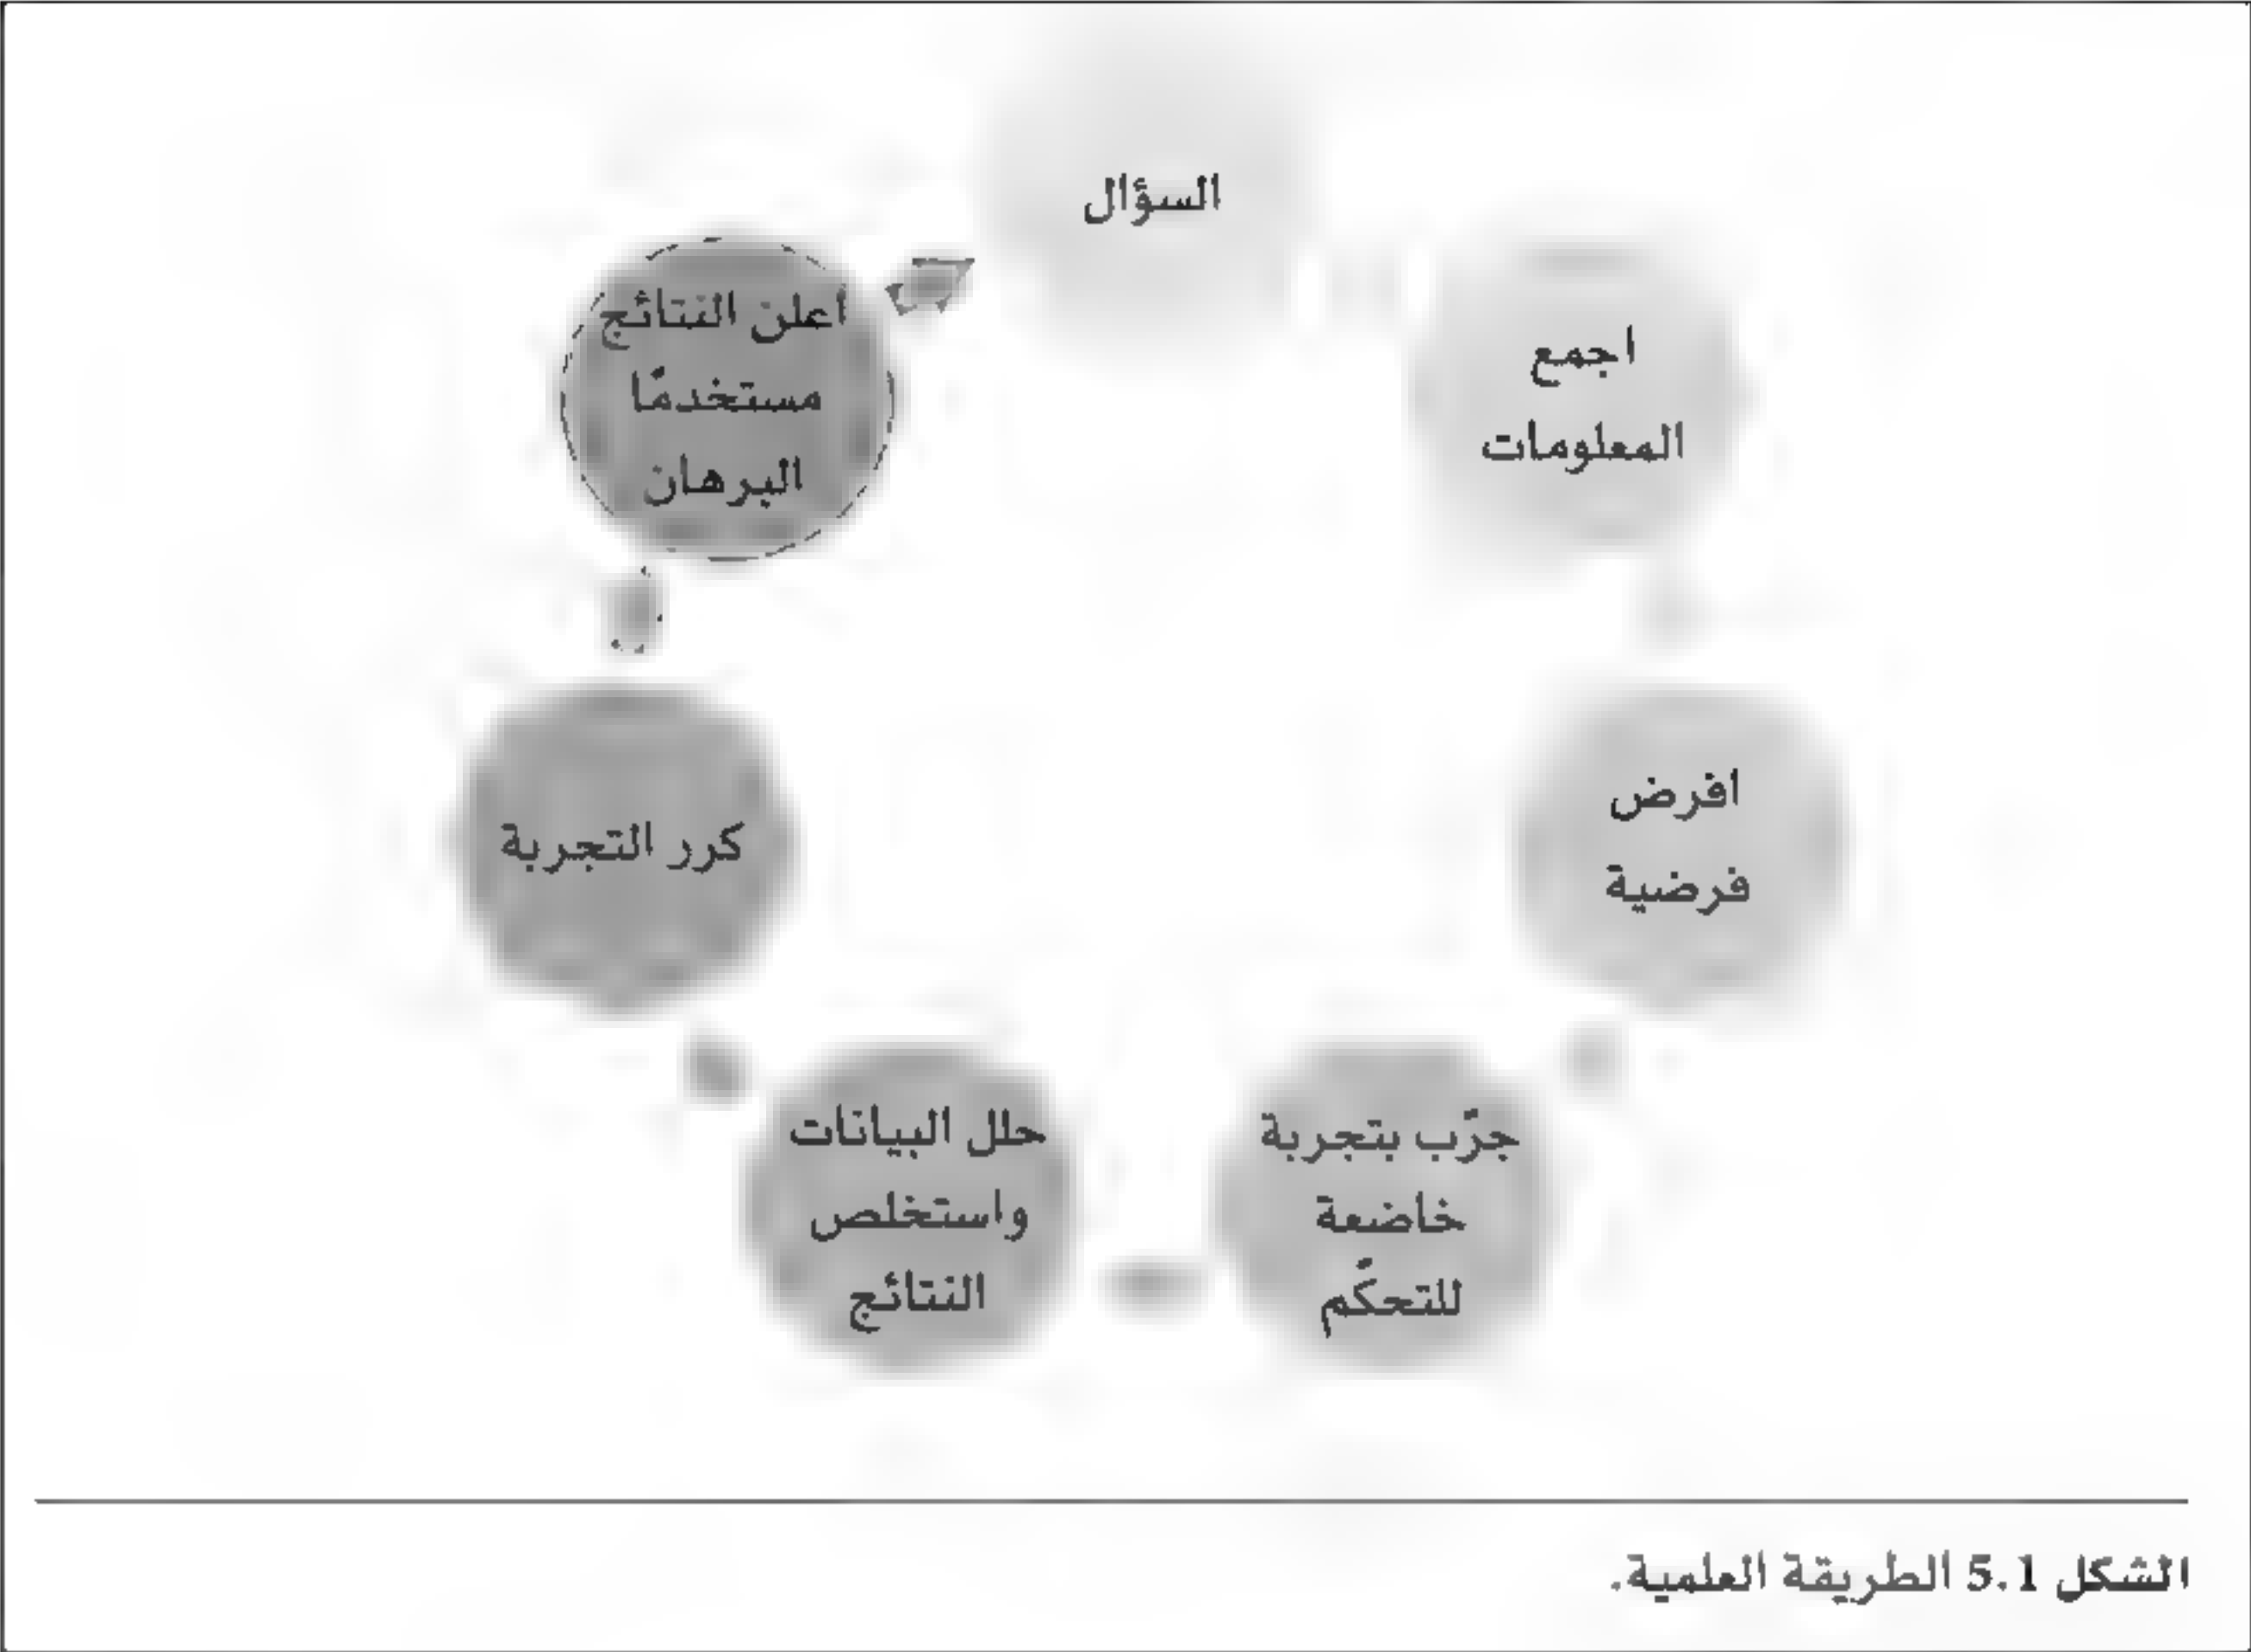 السؤال
اجمع
المعلومات
افرض
فرضية
جرّب بتجربة
خاضعة
للتحكّم
حلل البيانات
واستخلص
النتائج
كرر التجربة
أعلن النتائج
مستخدمًا
البرهان
الشكل 5.1 الطريقة العلمية.